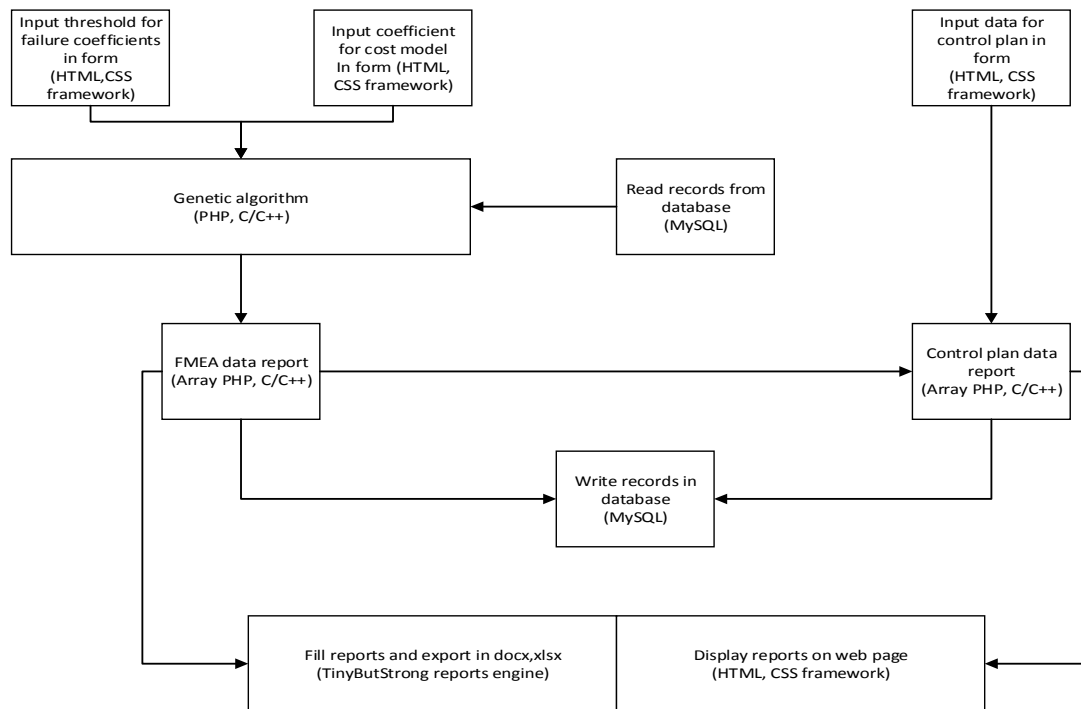 Input threshold for
failure coefficients
in form
(HTML,CSS
framework)
Input coefficient
for cost model
In form (HTML,
CSS framework)
Input data for
control plan in
form
(HTML, CSS
framework)
Genetic algorithm
(PHP, C/C++)
Read records from
database
(MySQL)
FMEA data report
(Array PHP, C/C++)
Control plan data
report
(Array PHP, C/C++)
Write records in
database
(MySQL)
Fill reports and export in docx,xlsx
(TinyButStrong reports engine)
Display reports on web page
(HTML, CSS framework)